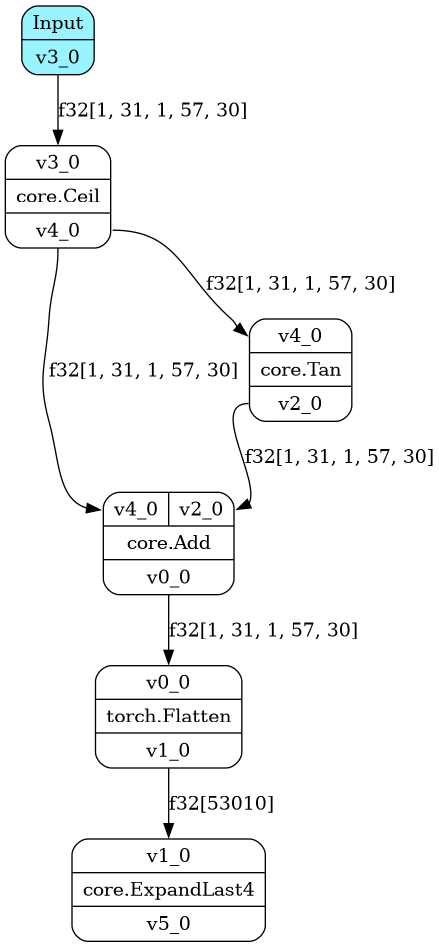 Input
v3_0
f32[1, 31, 1, 57, 30]
v3_0
core.Ceil
v4_0
f32[1, 31, 1, 57, 30]
v4_0
core.Tan
v2_0
f32[1, 31, 1, 57, 30]
f32[1, 31, 1, 57, 30]
v4_0 v2_0
core.Add
v0_0
f32[1, 31, 1, 57, 30]
v0_0
torch.Flatten
v1_0
f32[53010]
v1_0
core.ExpandLast4
v5_0